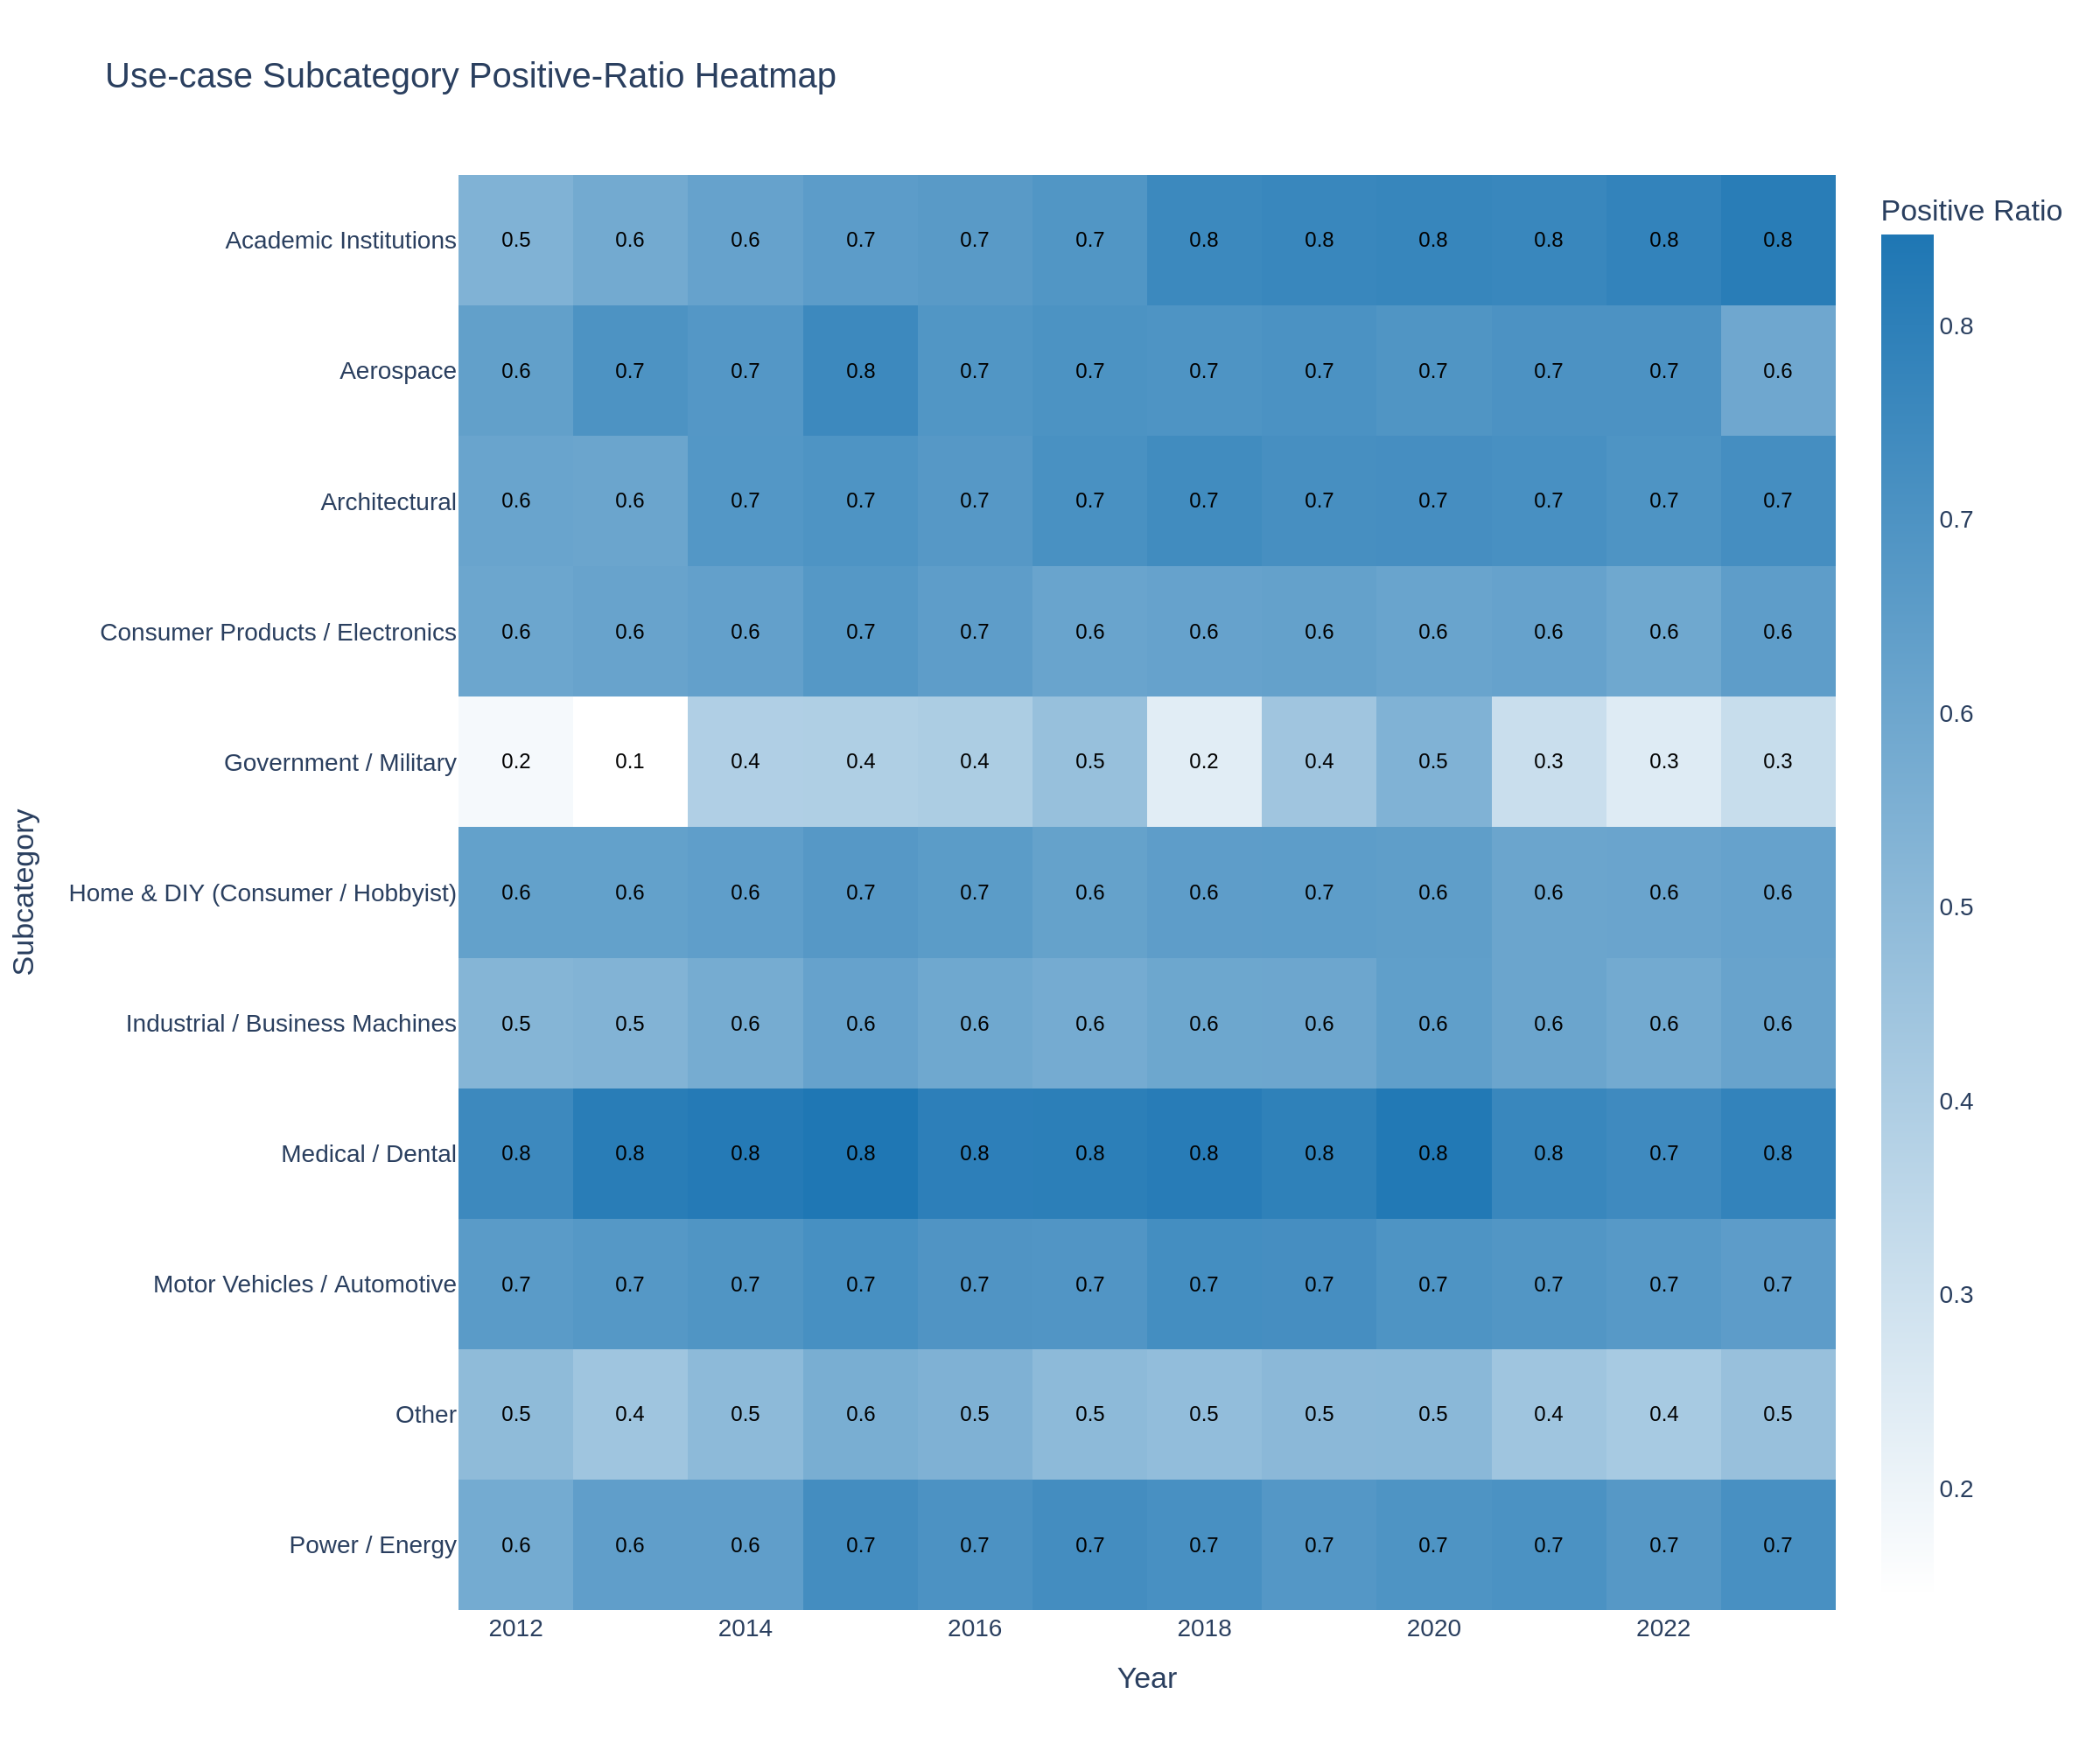 Use-case Subcategory Positive-Ratio Heatmap
Positive Ratio
Subcategory
Academic Institutions 0.5 0.6 0.6 0.7 0.7 0.7 0.8 0.8 0.8 0.8 0.8 0.8
0.8
Aerospace 0.6 0.7 0.7 0.8 0.7 0.7 0.7 0.7 0.7 0.7 0.7 0.6
Architectural 0.6 0.6 0.7 0.7 0.7 0.7 0.7 0.7 0.7 0.7 0.7 0.7
0.7
Consumer Products / Electronics 0.6 0.6 0.6 0.7 0.7 0.6 0.6 0.6 0.6 0.6 0.6 0.6
0.6
Government / Military 0.2 0.1 0.4 0.4 0.4 0.5 0.2 0.4 0.5 0.3 0.3 0.3
Home & DIY (Consumer / Hobbyist) 0.6 0.6 0.6 0.7 0.7 0.6 0.6 0.7 0.6 0.6 0.6 0.6
0.5
Industrial / Business Machines 0.5 0.5 0.6 0.6 0.6 0.6 0.6 0.6 0.6 0.6 0.6 0.6
0.4
Medical / Dental 0.8 0.8 0.8 0.8 0.8 0.8 0.8 0.8 0.8 0.8 0.7 0.8
Motor Vehicles / Automotive 0.7 0.7 0.7 0.7 0.7 0.7 0.7 0.7 0.7 0.7 0.7 0.7
0.3
Other 0.5 0.4 0.5 0.6 0.5 0.5 0.5 0.5 0.5 0.4 0.4 0.5
0.2
Power / Energy 0.6 0.6 0.6 0.7 0.7 0.7 0.7 0.7 0.7 0.7 0.7 0.7
2012 2014 2016 2018 2020 2022
Year